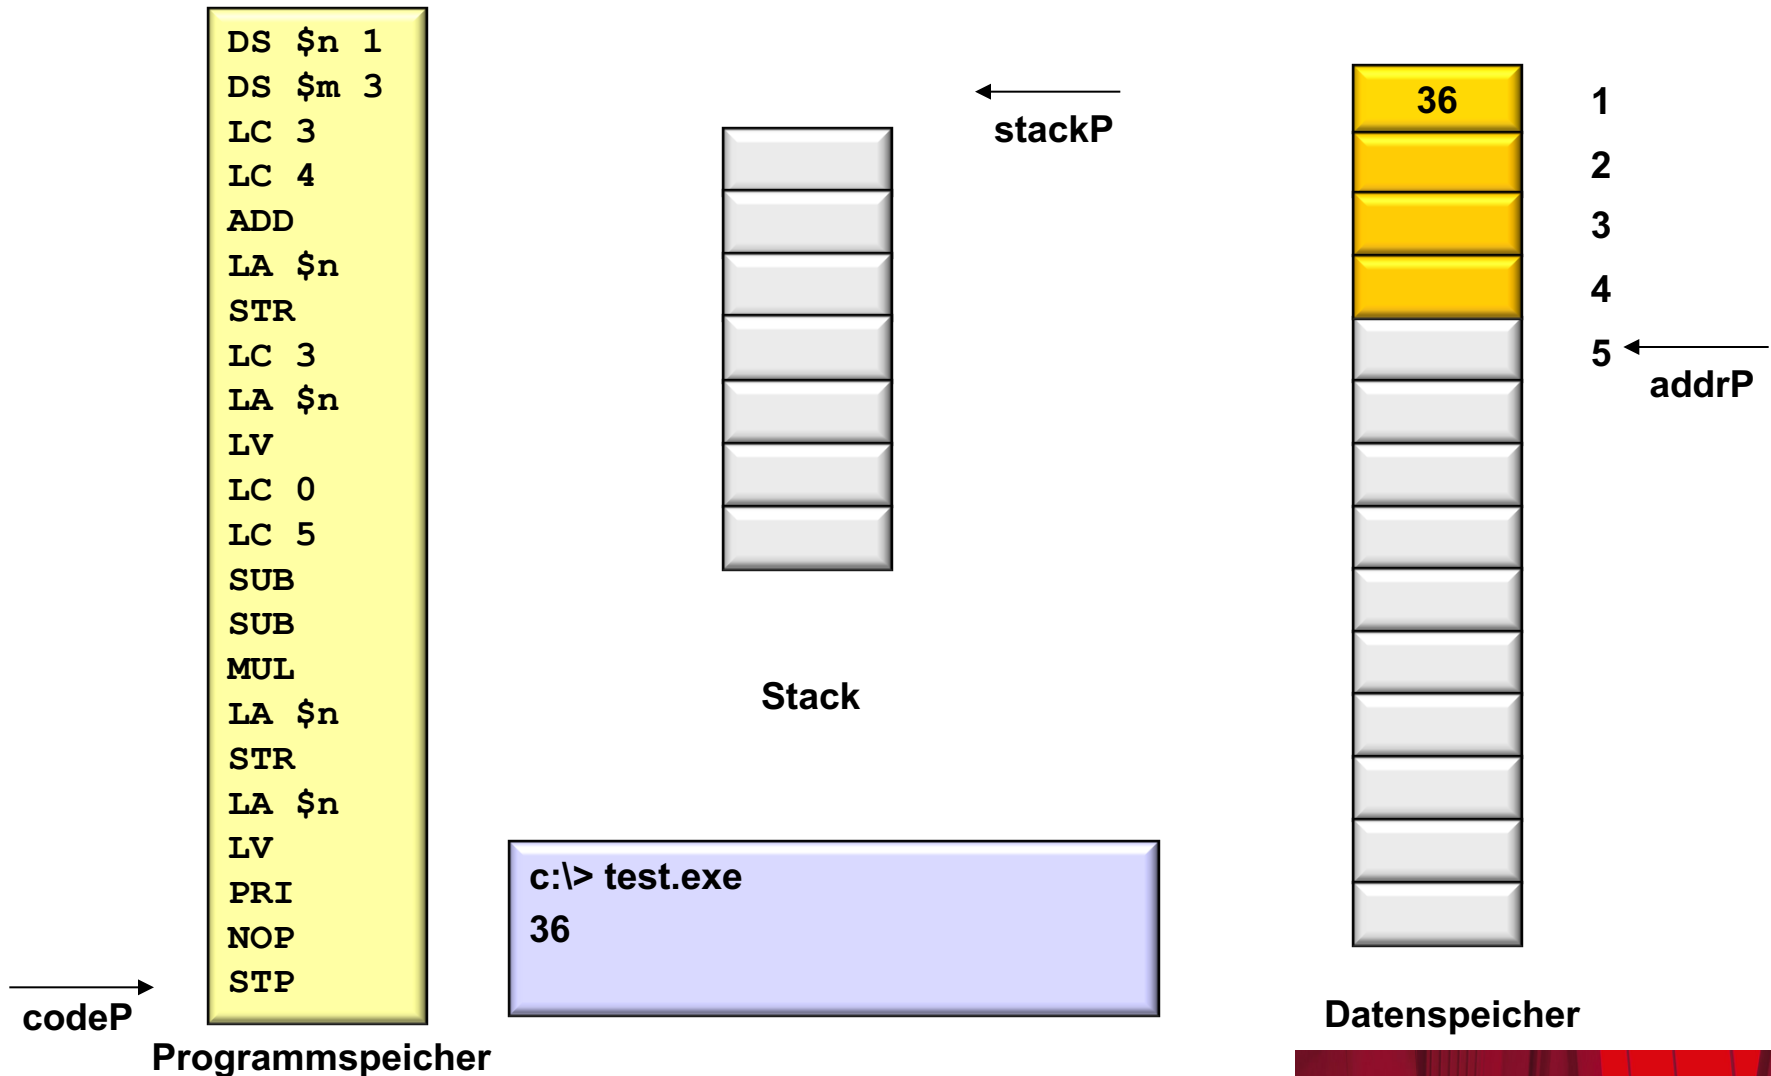 DS $n 1
DS $m 3
LC 3
LC 4
ADD
LA $n
STR
LC 3
LA $n
LV
LC 0
LC 5
SUB
SUB
MUL
LA $n
STR
LA $n
LV
PRI
NOP
STP
codeP
Programmspeicher
stackP
Stack
c:\> test.exe
36
36
1
2
3
4
5
addrP
Datenspeicher